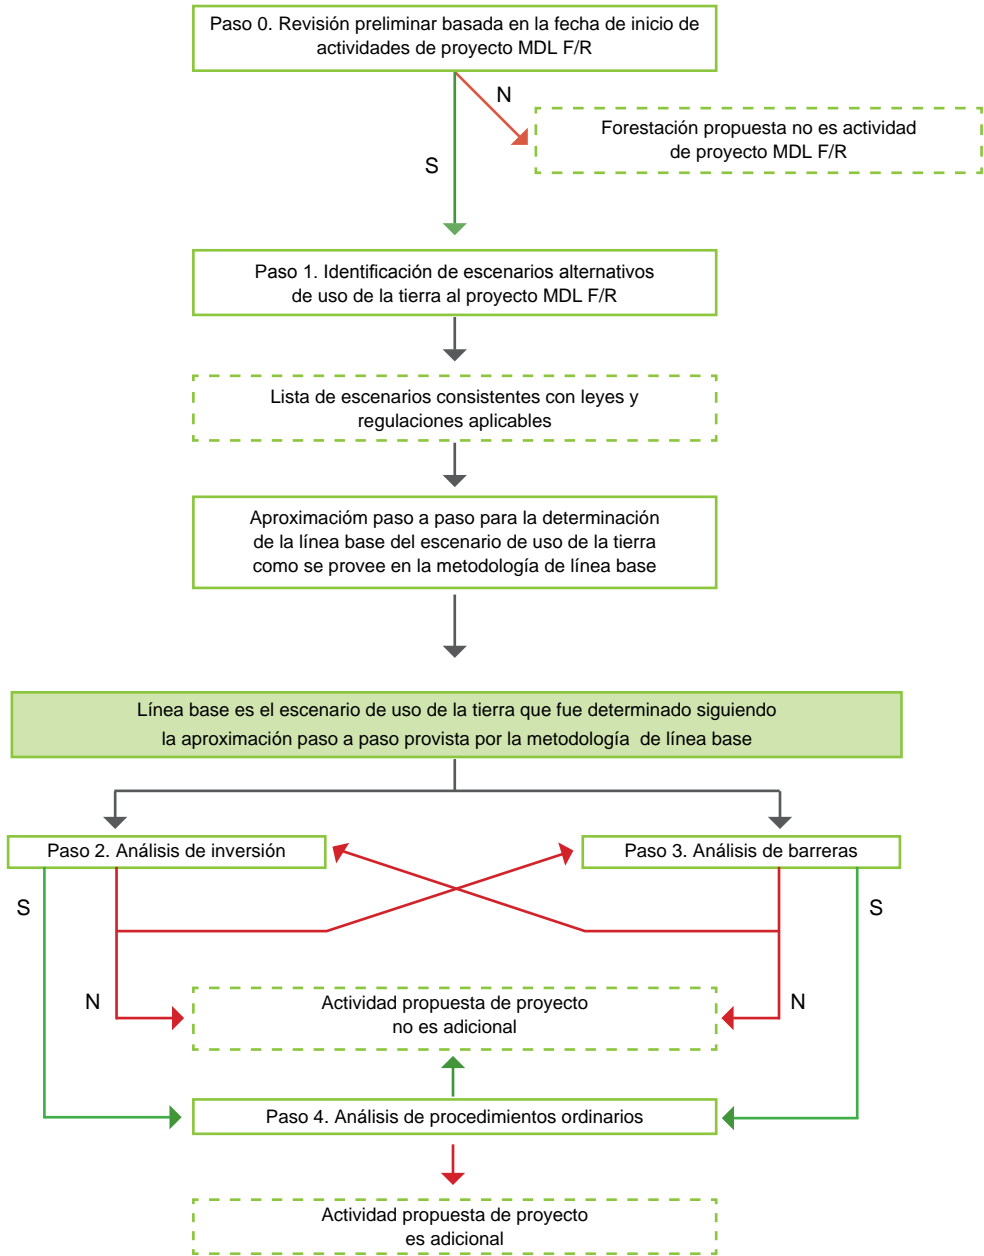 Paso 0. Revisión preliminar basada en la fecha de inicio de
actividades de proyecto MDL F/R
N
Forestación propuesta no es actividad
de proyecto MDL F/R
S
Paso 1. Identificación de escenarios alternativos
de uso de la tierra al proyecto MDL F/R
Lista de escenarios consistentes con leyes y
regulaciones aplicables
Aproximacióm paso a paso para la determinación
de la línea base del escenario de uso de la tierra
como se provee en la metodología de línea base
Línea base es el escenario de uso de la tierra que fue determinado siguiendo
la aproximación paso a paso provista por la metodología de línea base
Paso 2. Análisis de inversión
Paso 3. Análisis de barreras
S
S
N
N
Actividad propuesta de proyecto
no es adicional
Paso 4. Análisis de procedimientos ordinarios
Actividad propuesta de proyecto
es adicional